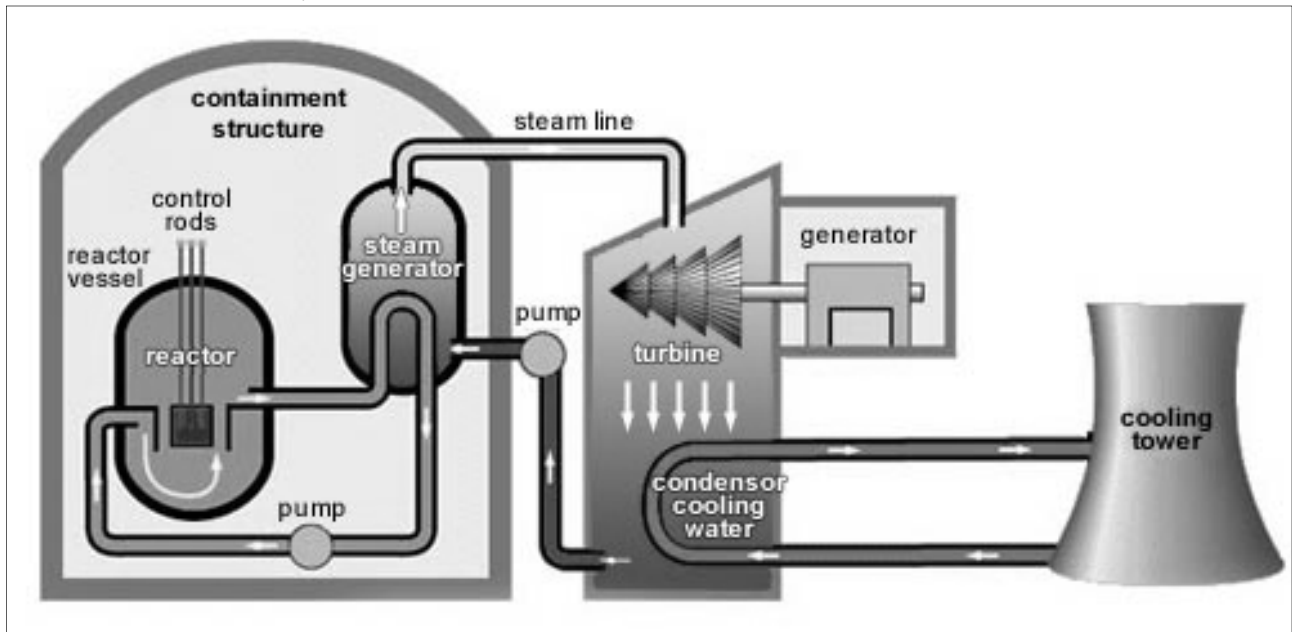 containment
structure
steam line
control
rods
reactor
vessel
steam
generator
generator
pump
reactor
turbine
cooling
tower
condensor
cooling
water
pump